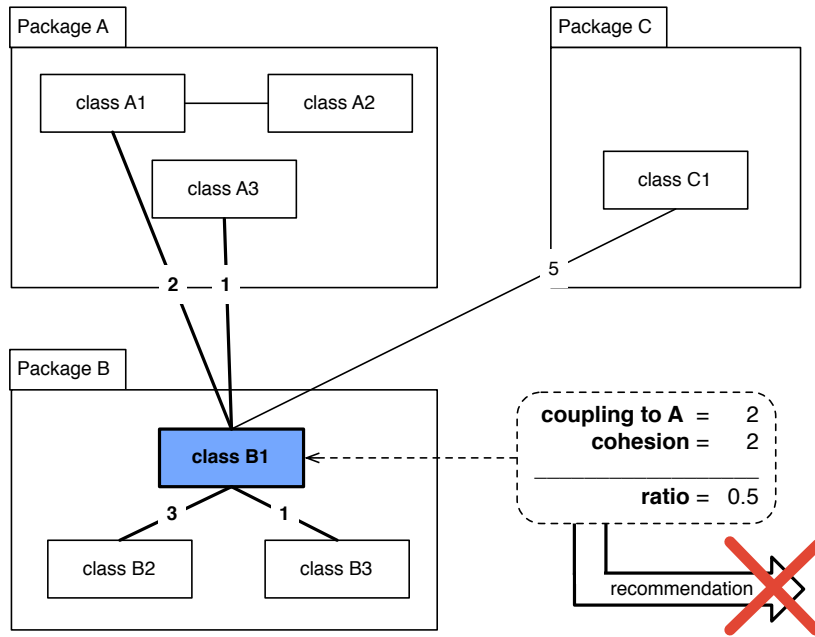 Package A
Package C
class A1
class A2
class A3
class C1
2
1
5
Package B
class B1
3
1
class B2
class B3
coupling to A = 2
cohesion = 2
ratio = 0.5
recommendation